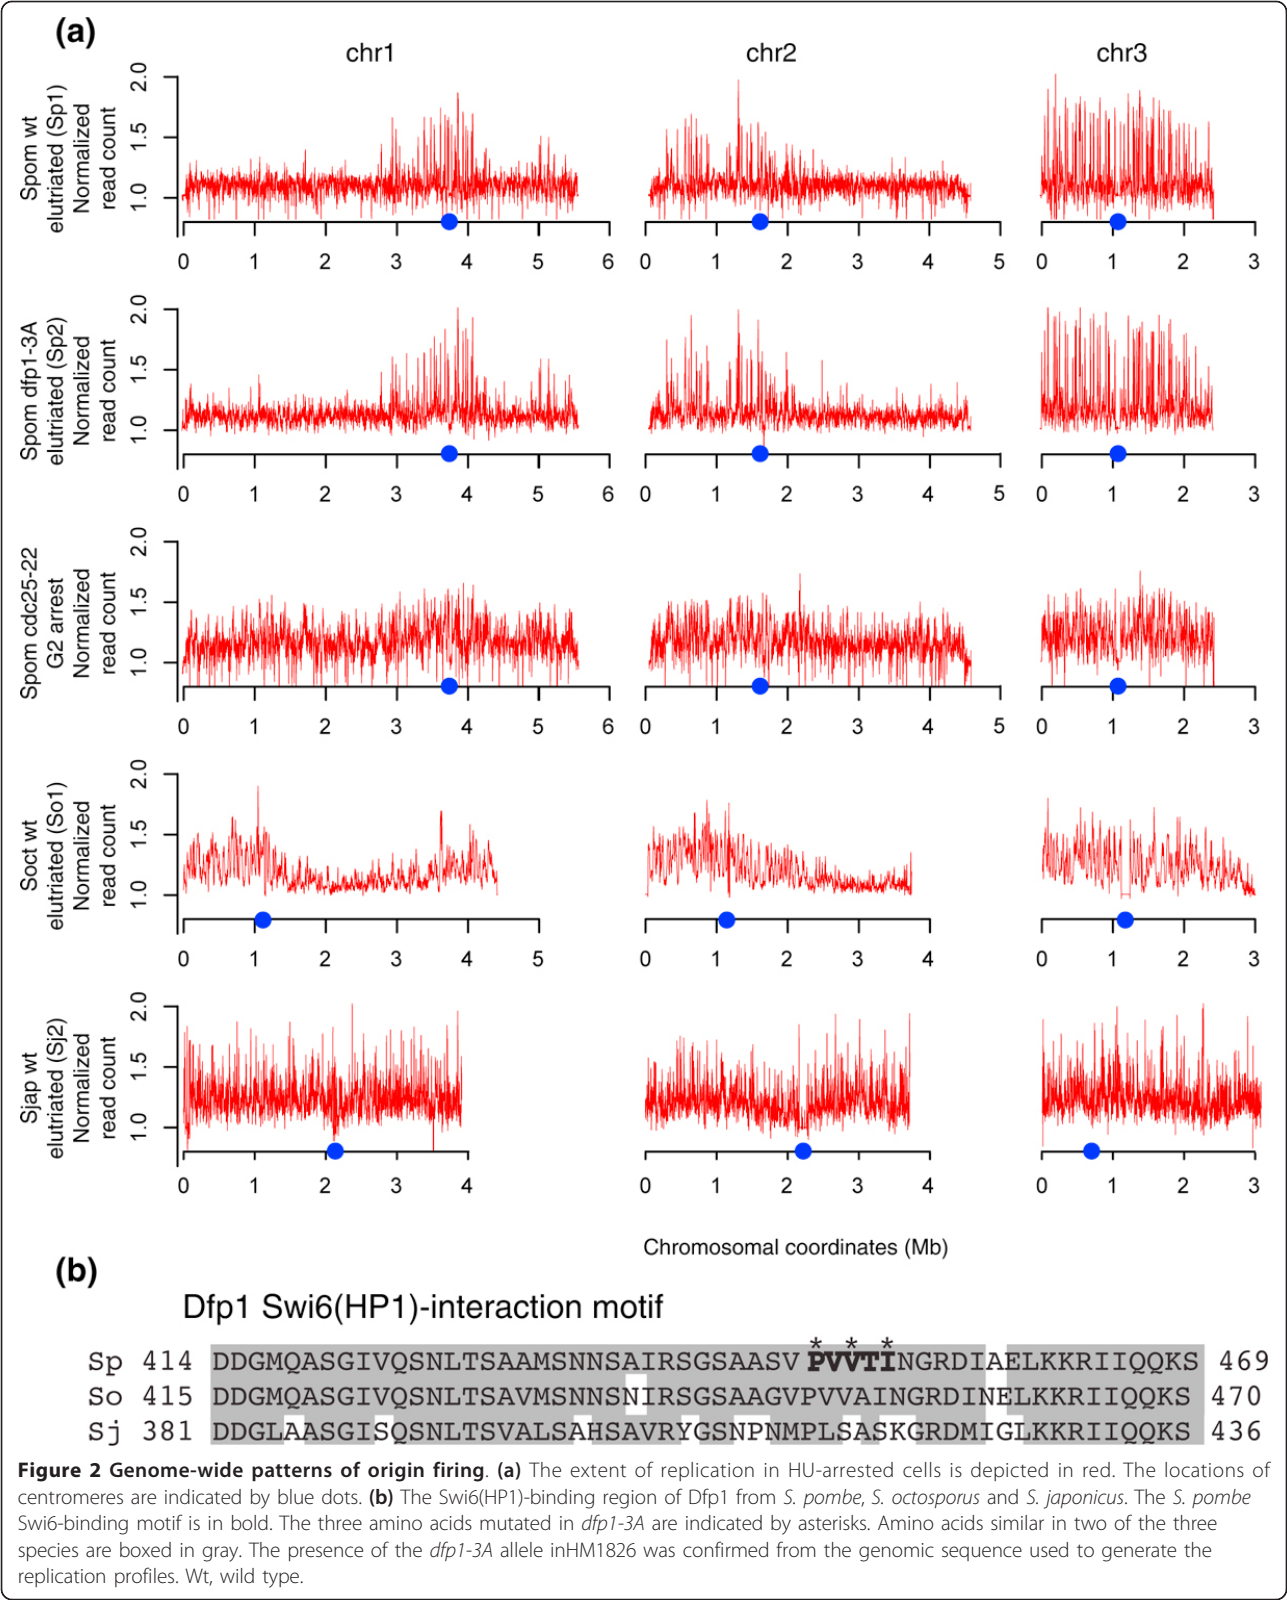 (a)
chr1 chr2 chr3
Spom wt
elutriated (Sp1)
Normalized
read count
1.0 1.5 2.0
0 1 2 3 4 5 6
0 1 2 3 4 5
0 1 2 3
Spom dfp1-3A
elutriated (Sp2)
Normalized
read count
1.0 1.5 2.0
0 1 2 3 4 5 6
0 1 2 3 4 5
0 1 2 3
Spom cdc25-22
G2 arrest
Normalized
read count
1.0 1.5 2.0
0 1 2 3 4 5 6
0 1 2 3 4 5
0 1 2 3
Soct wt
elutriated (So1)
Normalized
read count
1.0 1.5 2.0
0 1 2 3 4 5
0 1 2 3 4
0 1 2 3
Sjap wt
elutriated (Sj2)
Normalized
read count
1.0 1.5 2.0
0 1 2 3 4
0 1 2 3 4
0 1 2 3
Chromosomal coordinates (Mb)
(b)
Dfp1 Swi6(HP1)-interaction motif
* * *
Sp 414 DDGMQASGIVQSNLTSAAMSNNSAIRSGSAASV PVVTINGRDIAELKKRIIQQKS 469
So 415 DDGMQASGIVQSNLTSAVMSNNSNIRSGSAAGVPVVAINGRDINELKKRIIQQKS 470
Sj 381 DDGLAASGISQSNLTSVALSAHSAVRYGSNPNMPLSASKGRDMIGLKKRIIQQKS 436
Figure 2 Genome-wide patterns of origin firing. (a) The extent of replication in HU-arrested cells is depicted in red. The locations of
centromeres are indicated by blue dots. (b) The Swi6(HP1)-binding region of Dfp1 from S. pombe, S. octosporus and S. japonicus. The S. pombe
Swi6-binding motif is in bold. The three amino acids mutated in dfp1-3A are indicated by asterisks. Amino acids similar in two of the three
species are boxed in gray. The presence of the dfp1-3A allele inHM1826 was confirmed from the genomic sequence used to generate the
replication profiles. Wt, wild type.